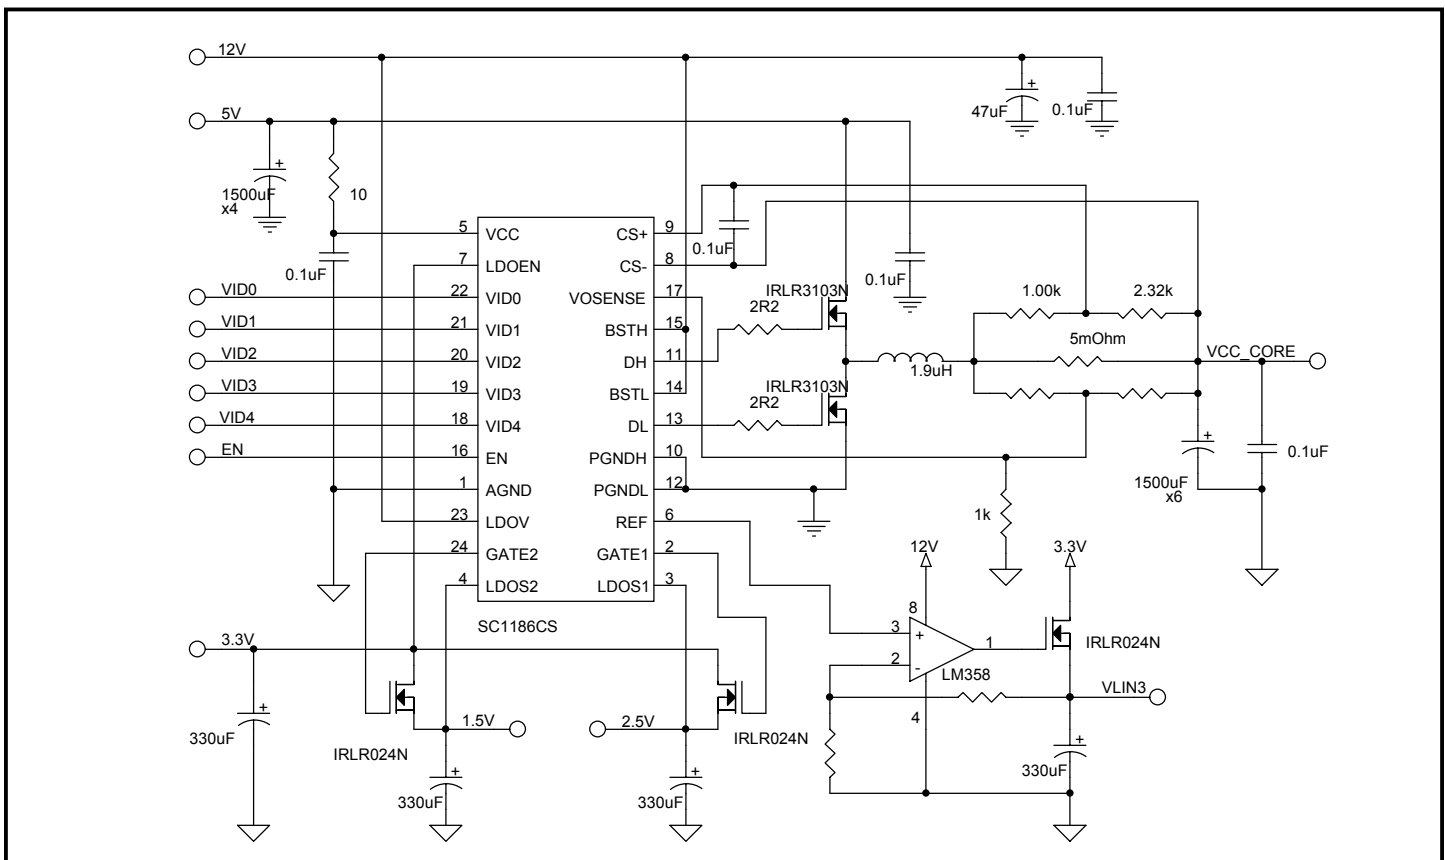 12V
+
47uF
0.1uF
5V
+
1500uF
x4
10
0.1uF
5 VCC
7 LDOEN
VID0 22 VID0
VID1 21 VID1
VID2 20 VID2
VID3 19 VID3
VID4 18 VID4
EN 16 EN
1 AGND
23 LDOV
24 GATE2
4 LDOS2
CS+ 9
CS- 8
VOSENSE 17
BSTH 15
DH 11
BSTL 14
DL 13
PGNDH 10
PGNDL 12
REF 6
GATE1 2
LDOS1 3
SC1186CS
0.1uF
0.1uF
IRLR3103N
2R2
IRLR3103N
2R2
1.9uH
1.00k
2.32k
5mOhm
VCC_CORE
+
1500uF
x6
0.1uF
1k
12V
3.3V
8
3
+
1
2
-
LM358
4
IRLR024N
VLIN3
+
330uF
3.3V
+
330uF
IRLR024N
1.5V
+
330uF
2.5V
IRLR024N
+
330uF